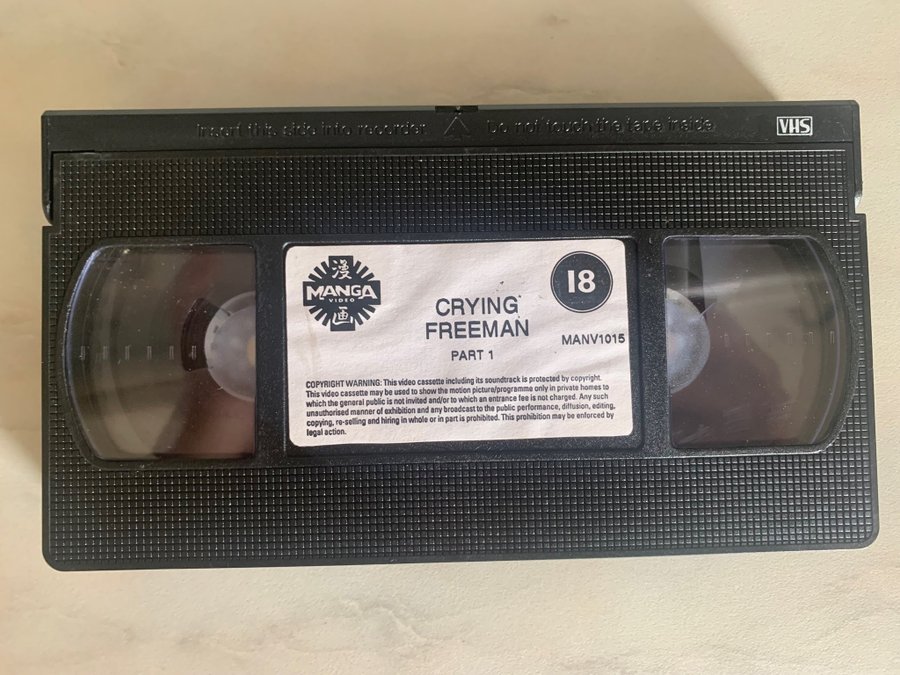 Insert this side into recorder. Do not touch the tape inside.
VHS
漫
MANGA
VIDEO
画
18
CRYING
FREEMAN
PART 1
MANV1015
COPYRIGHT WARNING: This video cassette including its soundtrack is protected by copyright.
This video cassette may be used to show the motion picture/programme only in private homes to
which the general public is not invited and/or to which an entrance fee is not charged. Any such
unauthorised manner of exhibition and any broadcast to the public performance, diffusion, editing,
copying, re-selling and hiring in whole or in part is prohibited. This prohibition may be enforced by
legal action.